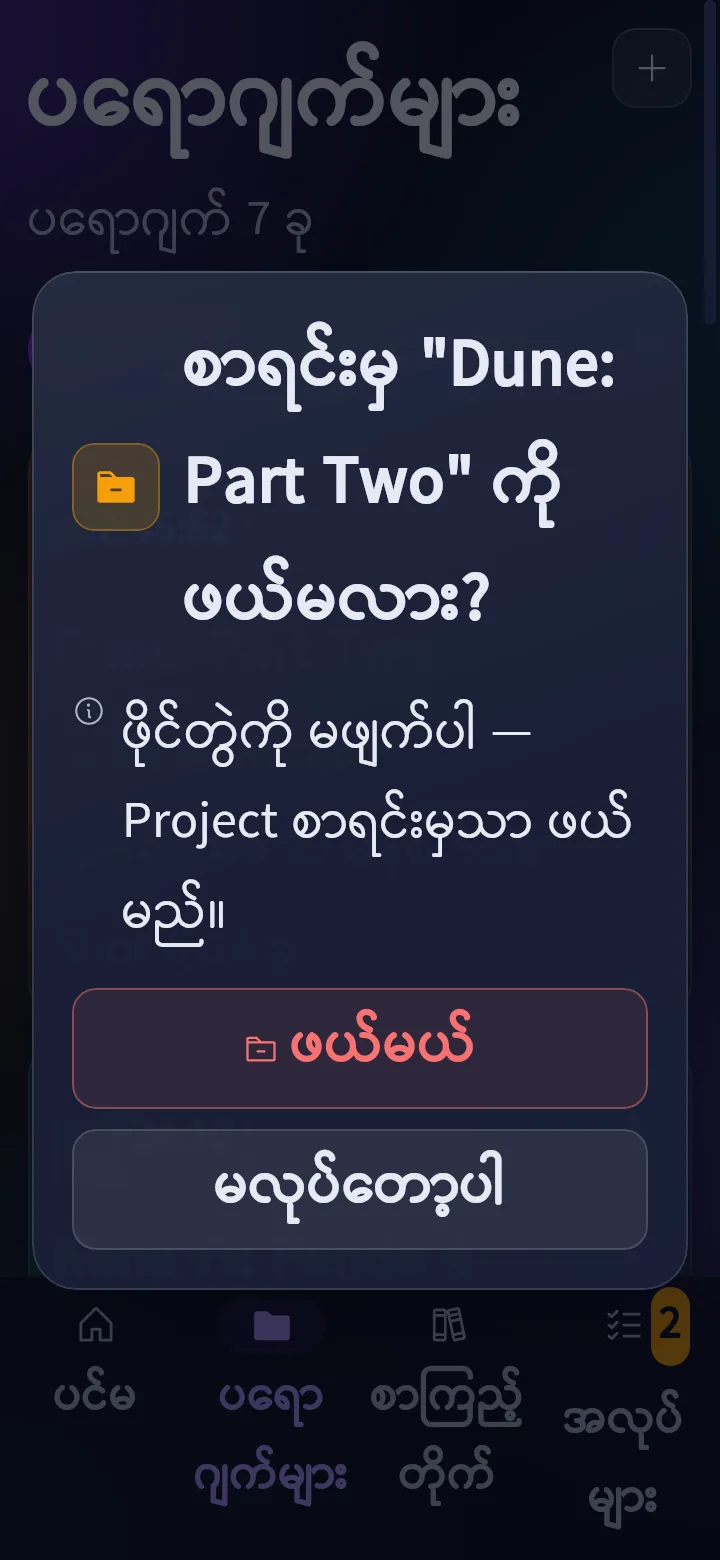 ပရောဂျက်များ
ပရောဂျက် 7 ခု
စာရင်းမှ "Dune:
Part Two" ကို
ဖယ်မလား?
ဖိုင်တွဲကို မဖျက်ပါ —
Project စာရင်းမှသာ ဖယ်
မည်။
ဖယ်မယ်
မလုပ်တော့ပါ
ပင်မ
ပရော
ဂျက်များ
စာကြည့်
တိုက်
2
အလုပ်
များ